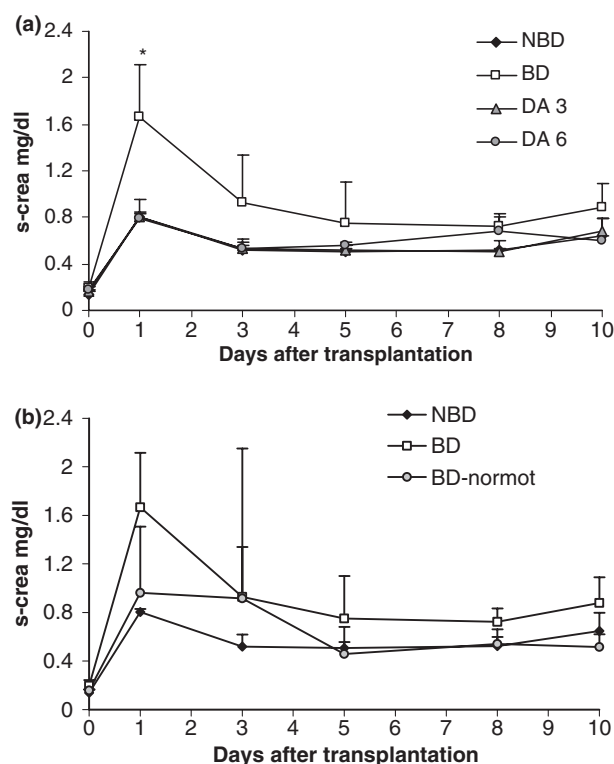 (a)
2.4
2
1.6
1.2
0.8
0.4
0
s-crea mg/dl
*
NBD
BD
DA 3
DA 6
0 1 2 3 4 5 6 7 8 9 10
Days after transplantation
(b)
2.4
2
1.6
1.2
0.8
0.4
0
s-crea mg/dl
NBD
BD
BD-normot
0 1 2 3 4 5 6 7 8 9 10
Days after transplantation